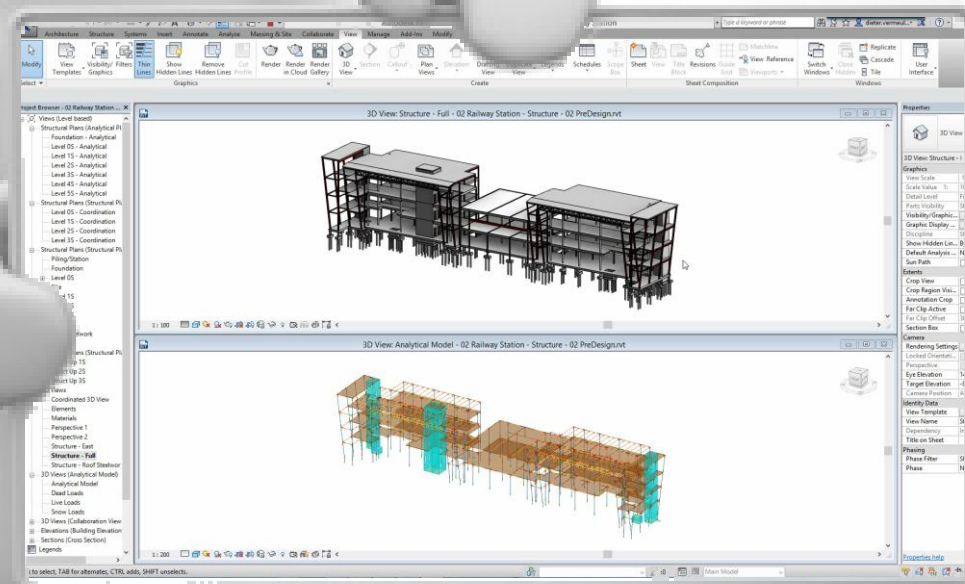 Type a keyword or phrase
dieter.vermeul...
Architecture Structure Systems Insert Annotate Analyze Massing & Site Collaborate View Manage Add-Ins Modify
Modify
View Templates
Visibility/ Graphics
Filters
Thin Lines
Show Hidden Lines
Remove Hidden Lines
Cut Profile
Render
Render in Cloud
Render Gallery
3D View
Section
Callout
Plan Views
Elevation
Schedules
Scope Box
Sheet
View
Title Block
Revisions
Guide Grid
Matchline
View Reference
Viewports
Switch Windows
Close Hidden
Replicate
Cascade
Tile
User Interface
Select
Graphics
Create
Sheet Composition
Windows
Project Browser - 02 Railway Station ...
Views (Level based)
Structural Plans (Analytical Pl
Foundation - Analytical
Level 0S - Analytical
Level 1S - Analytical
Level 2S - Analytical
Level 3S - Analytical
Level 4S - Analytical
Level 5S - Analytical
Structural Plans (Structural Pl
Level 0S - Coordination
Level 1S - Coordination
Level 2S - Coordination
Level 3S - Coordination
Structural Plans (Structural Pl
Piling/Station
Foundation
Level 0S
Coordinated 3D View
Elements
Materials
Perspective 1
Perspective 2
Structure - East
Structure - Full
Structure - Roof Steelwor
3D Views (Analytical Model)
Analytical Model
Dead Loads
Live Loads
Snow Loads
3D Views (Collaboration View
Elevations (Building Elevation
Sections (Cross Section)
Legends
3D View: Structure - Full - 02 Railway Station - Structure - 02 PreDesign.rvt
1 : 100
3D View: Analytical Model - 02 Railway Station - Structure - 02 PreDesign.rvt
1 : 200
Properties
3D View
3D View: Structure - F
Graphics
View Scale
Scale Value 1:
Detail Level
Parts Visibility
Visibility/Graphic...
Graphic Display ...
Discipline
Show Hidden Lin...
Default Analysis ...
Sun Path
Extents
Crop View
Crop Region Visi...
Annotation Crop
Far Clip Active
Far Clip Offset
Section Box
Camera
Rendering Settings
Locked Orientati...
Perspective
Eye Elevation
Target Elevation
Camera Position
Identity Data
View Template
View Name
Dependency
Title on Sheet
Phasing
Phase Filter
Phase
Properties help
to select, TAB for alternates, CTRL adds, SHIFT unselects.
Main Model